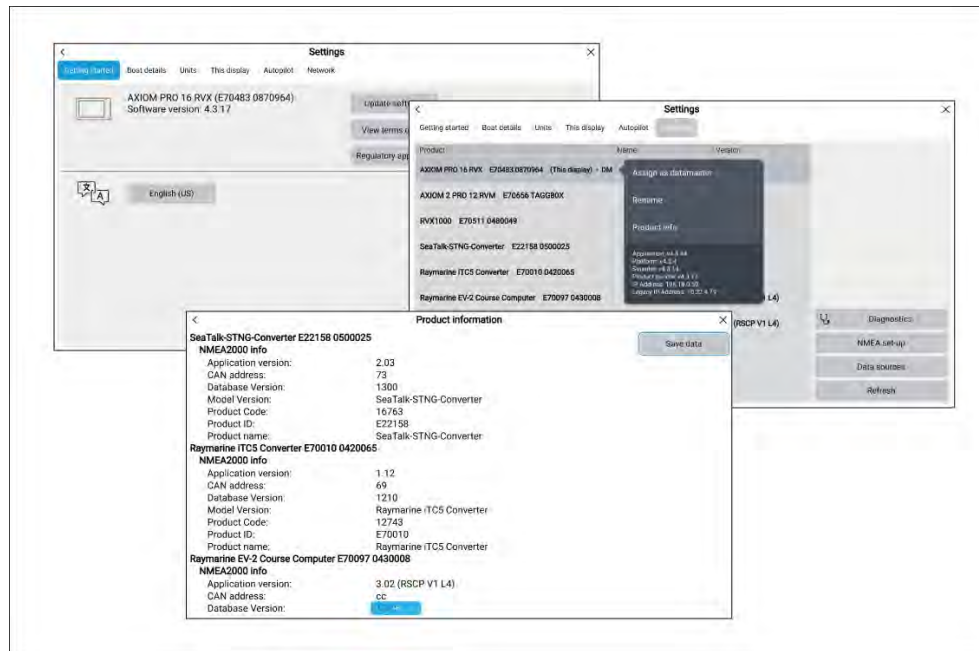 Settings
Getting started Boat details Units This display Autopilot Network
AXIOM PRO 16 RVX (E70483 0870964)
Software version: 4.3.17
Update soft
View terms o
Regulatory app
English (US)
Settings
Getting started Boat details Units This display Autopilot
Product Name Version
AXIOM PRO 16 RVX E70483 0870964 (This display) - DM
Assign as datamaster
AXIOM 2 PRO 12 RVM E70656 TAGG80X
Rename
RVX1000 E70511 0480049
Product info
SeaTalk-STNG-Converter E22158 0500025
Raymarine iTC5 Converter E70010 0420065
Raymarine EV-2 Course Computer E70097 0430008
L4)
(RSCP V1 L4)
Diagnostics
NMEA set-up
Data sources
Refresh
Product information
Save data
SeaTalk-STNG-Converter E22158 0500025
NMEA2000 info
Application version: 2.03
CAN address: 73
Database Version: 1300
Model Version: SeaTalk-STNG-Converter
Product Code: 16763
Product ID: E22158
Product name: SeaTalk-STNG-Converter
Raymarine iTC5 Converter E70010 0420065
NMEA2000 info
Application version: 1.12
CAN address: 69
Database Version: 1210
Model Version: Raymarine iTC5 Converter
Product Code: 12743
Product ID: E70010
Product name: Raymarine iTC5 Converter
Raymarine EV-2 Course Computer E70097 0430008
NMEA2000 info
Application version: 3.02 (RSCP V1 L4)
CAN address: cc
Database Version: